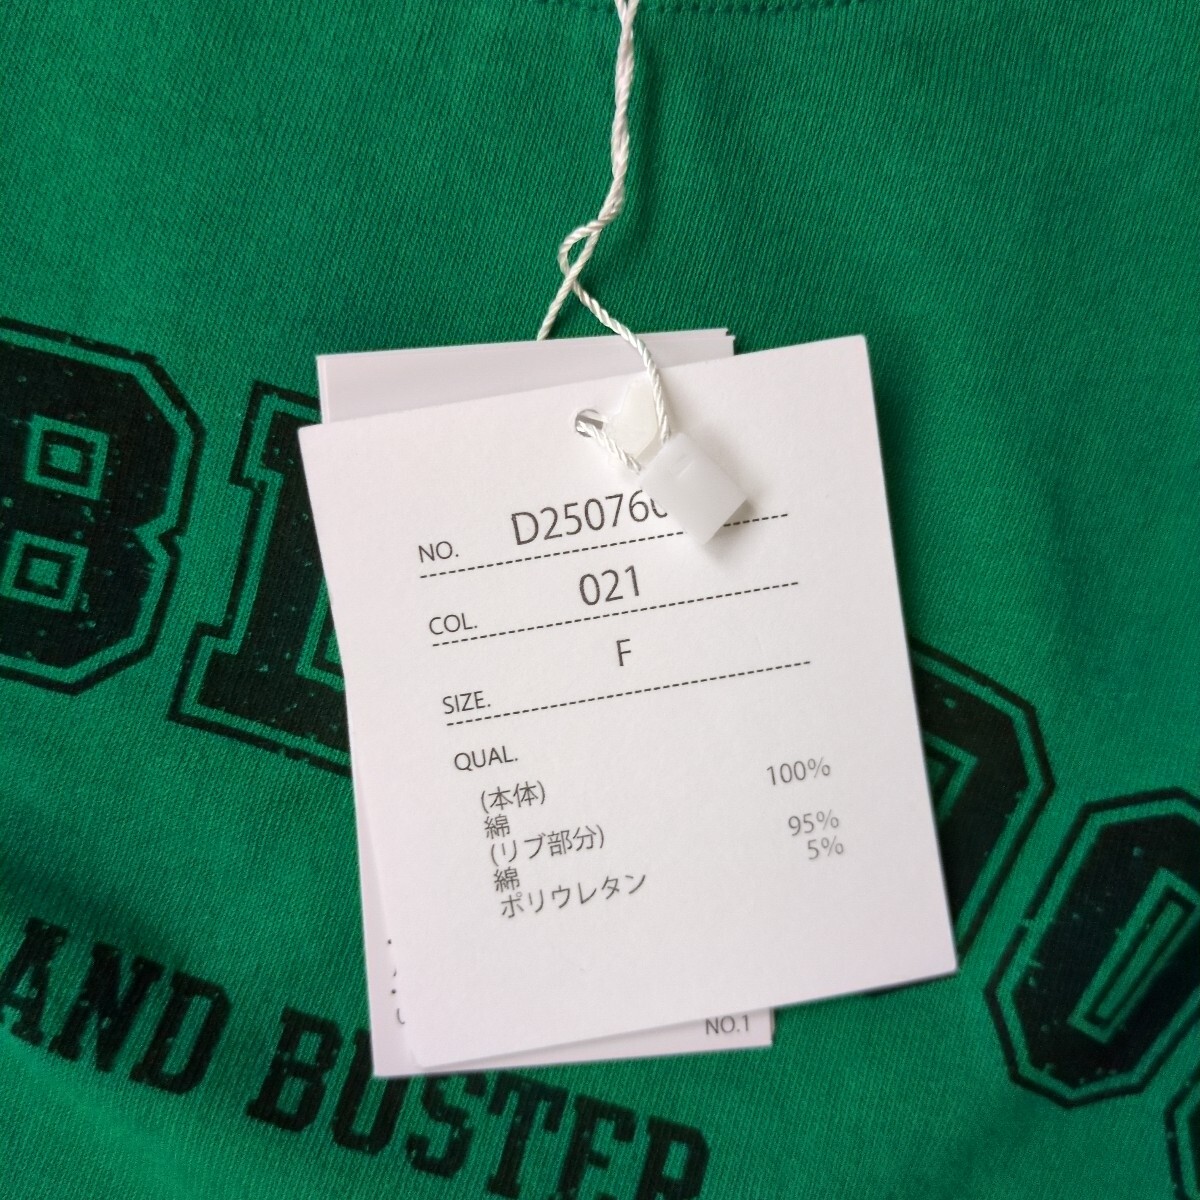 NO. D25076
COL. 021
SIZE. F
QUAL.
(本体)
綿 100%
(リブ部分)
綿 95%
ポリウレタン 5%
NO.1
AND BUSTER